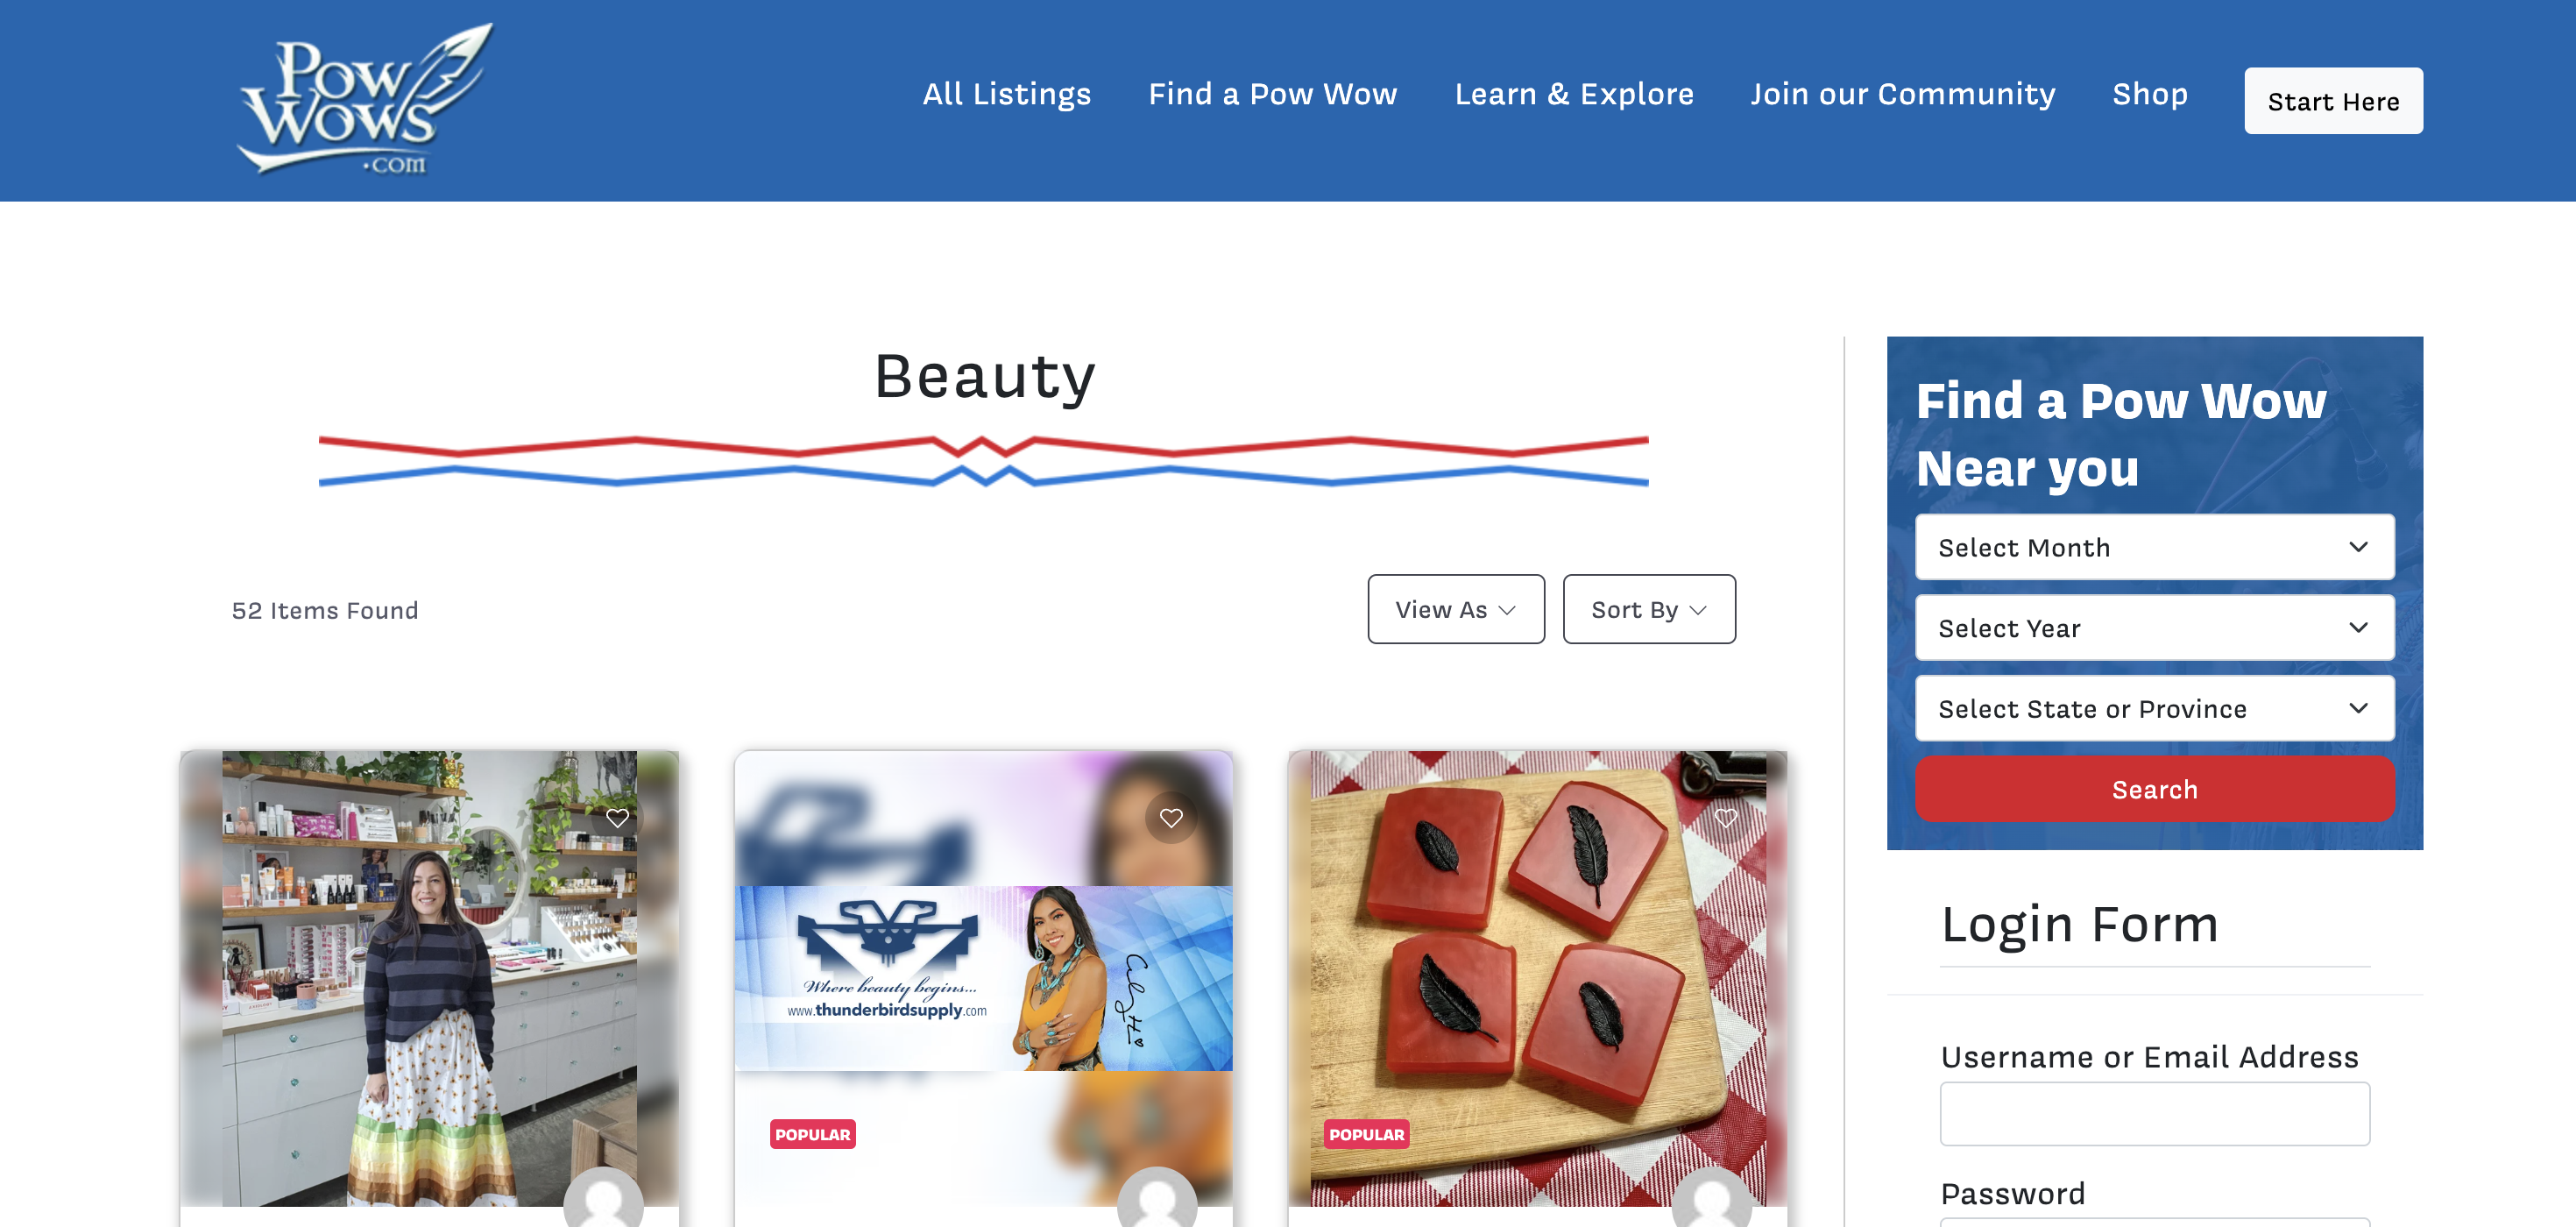 Pow
Wows
.com
All Listings
Find a Pow Wow
Learn & Explore
Join our Community
Shop
Start Here
Beauty
52 Items Found
View As
Sort By
Where beauty begins...
www.thunderbirdsupply.com
POPULAR
POPULAR
Find a Pow Wow
Near you
Select Month
Select Year
Select State or Province
Search
Login Form
Username or Email Address
Password